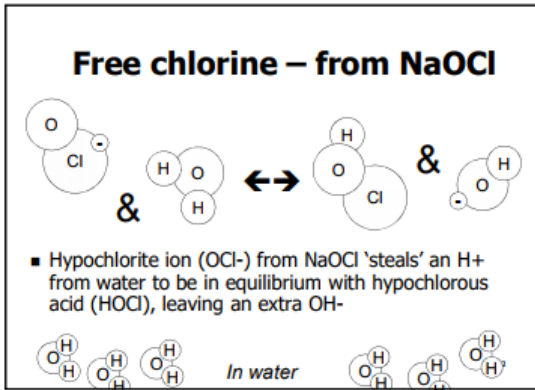 Free chlorine – from NaOCl
O
Cl
-
&
H
O
H
H
O
Cl
&
H
O
-
▪ Hypochlorite ion (OCl-) from NaOCl ‘steals’ an H+
from water to be in equilibrium with hypochlorous
acid (HOCl), leaving an extra OH-
O H H
O H H
O H H
In water
O H H
O H H
O H H